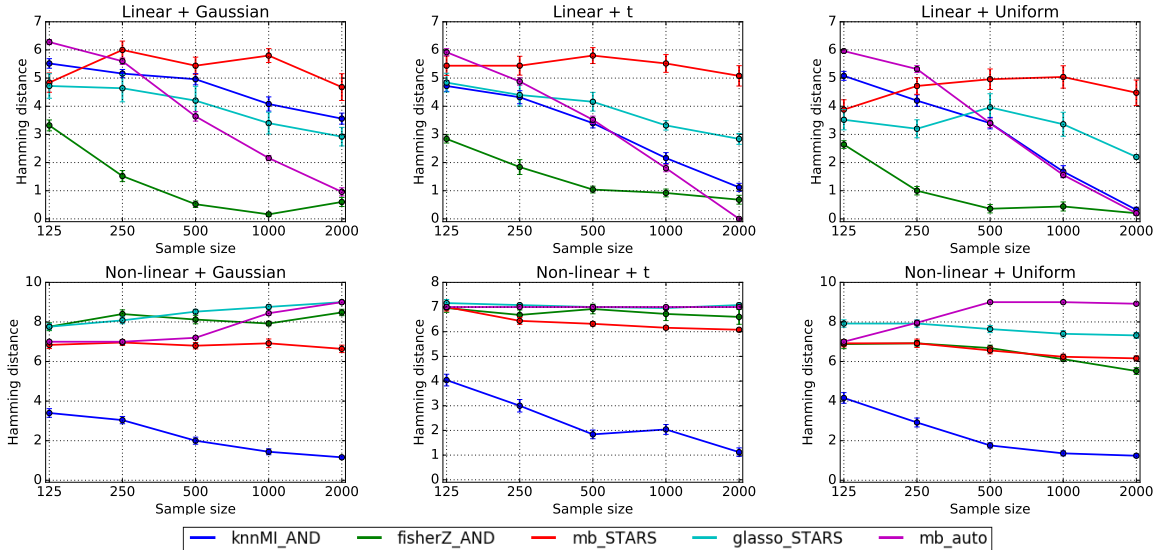 Linear + Gaussian
Linear + t
Linear + Uniform
7
6
5
4
3
2
1
0
Hamming distance
125 250 500 1000 2000
Sample size
7
6
5
4
3
2
1
0
Hamming distance
125 250 500 1000 2000
Sample size
7
6
5
4
3
2
1
0
Hamming distance
125 250 500 1000 2000
Sample size
Non-linear + Gaussian
Non-linear + t
Non-linear + Uniform
10
8
6
4
2
0
Hamming distance
125 250 500 1000 2000
Sample size
8
7
6
5
4
3
2
1
0
Hamming distance
125 250 500 1000 2000
Sample size
10
8
6
4
2
0
Hamming distance
125 250 500 1000 2000
Sample size
knnMI_AND fisherZ_AND mb_STARS glasso_STARS mb_auto